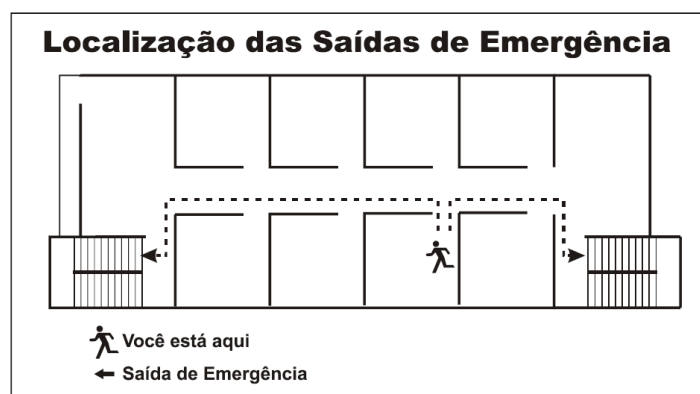 Localização das Saídas de Emergência
Você está aqui
Saída de Emergência